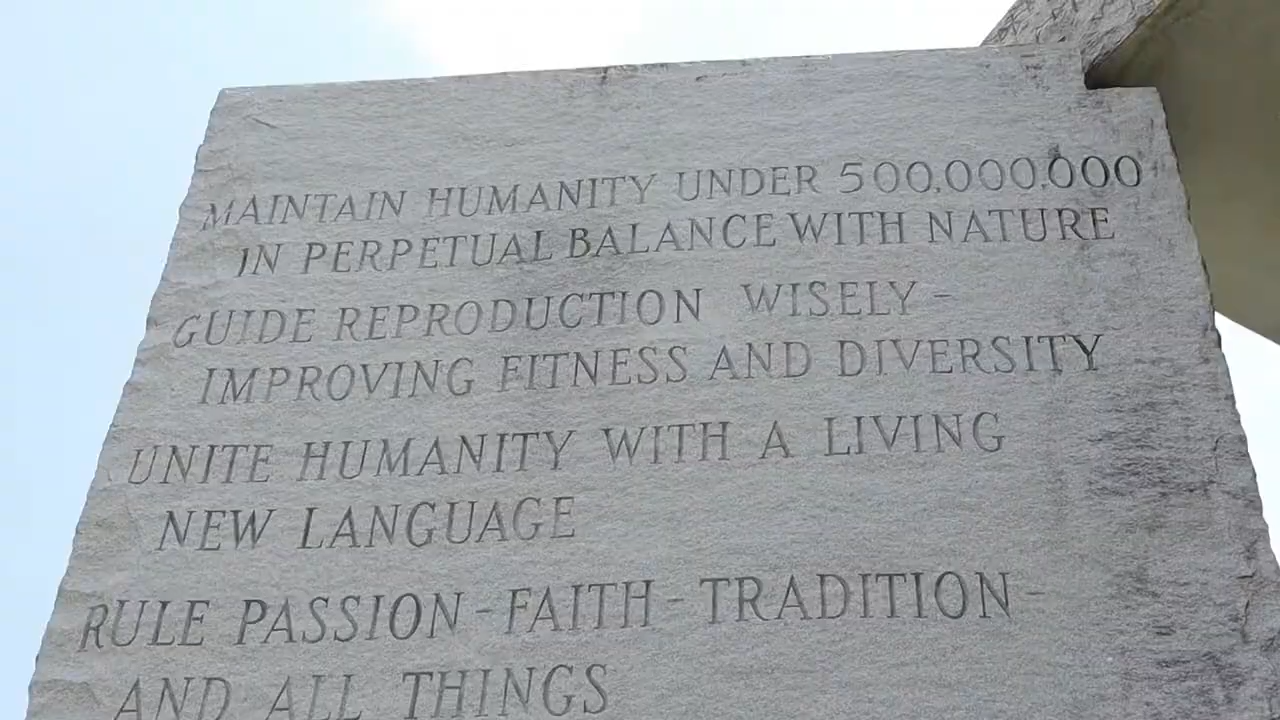 MAINTAIN HUMANITY UNDER 500,000,000
IN PERPETUAL BALANCE WITH NATURE
GUIDE REPRODUCTION WISELY -
IMPROVING FITNESS AND DIVERSITY
UNITE HUMANITY WITH A LIVING
NEW LANGUAGE
RULE PASSION - FAITH - TRADITION -
AND ALL THINGS